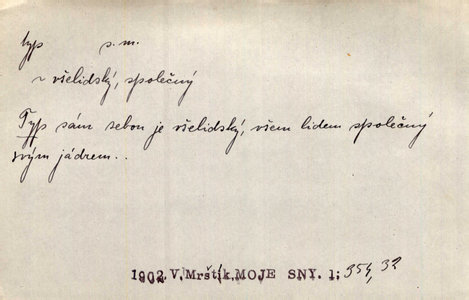 typ s. m.
~ všelidský, společný
Typ sám sebou je všelidský, všem lidem společný
svým jádrem..
1902. V. Mrštík, MOJE SNY. 1; 354, 32